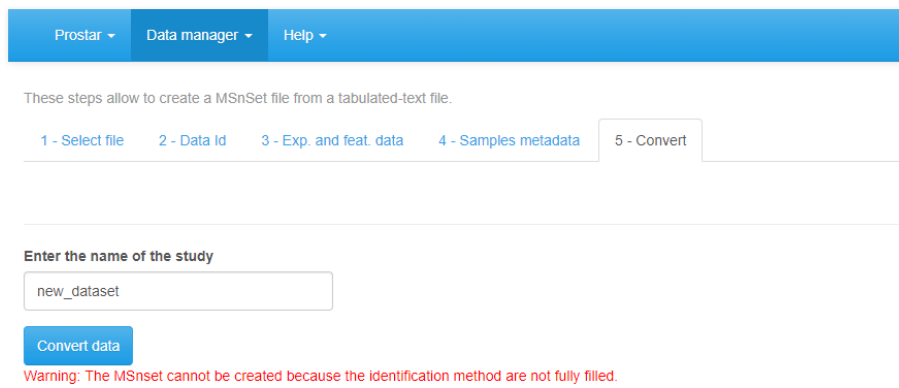 Prostar Data manager Help
These steps allow to create a MSnSet file from a tabulated-text file.
1 - Select file 2 - Data Id 3 - Exp. and feat. data 4 - Samples metadata 5 - Convert
Enter the name of the study
new_dataset
Convert data
Warning: The MSnset cannot be created because the identification method are not fully filled.